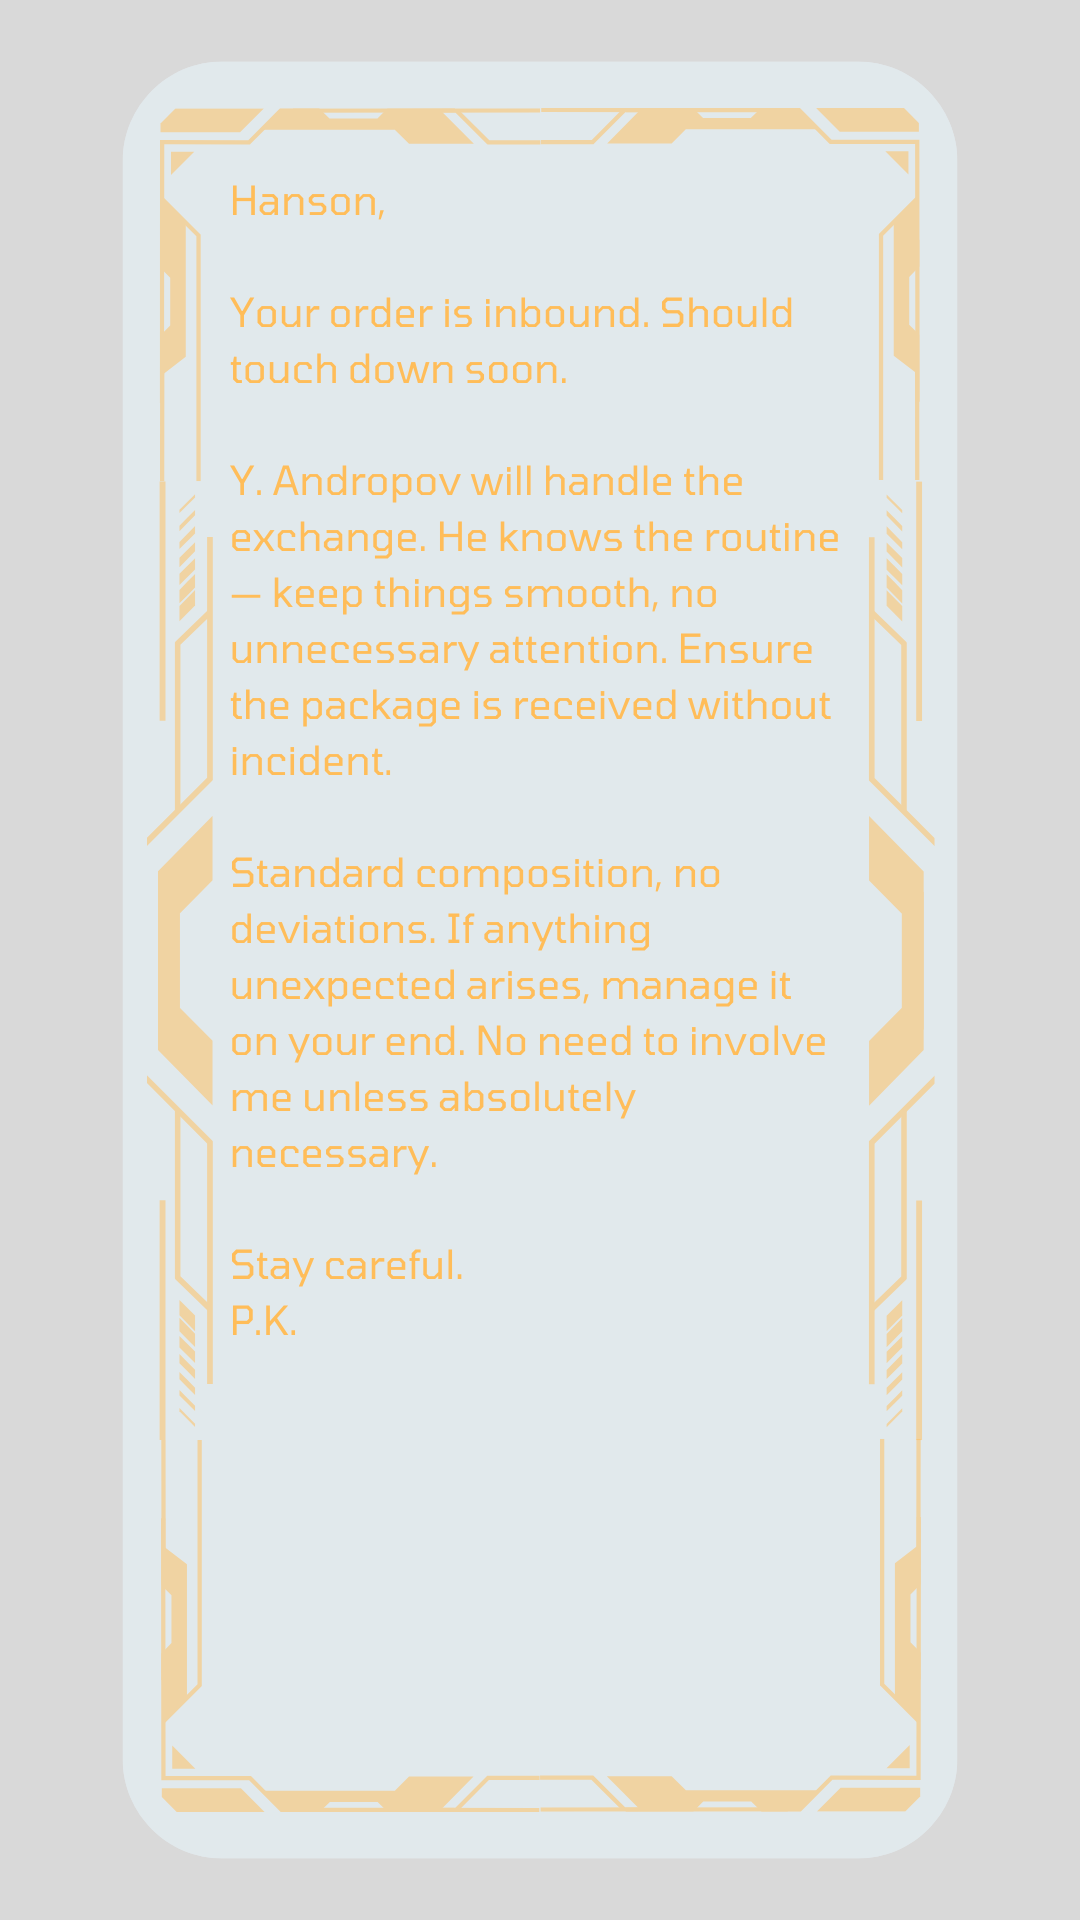 Hanson,
Your order is inbound. Should
touch down soon.
Y. Andropov will handle the
exchange. He knows the routine
— keep things smooth, no
unnecessary attention. Ensure
the package is received without
incident.
Standard composition, no
deviations. If anything
unexpected arises, manage it
on your end. No need to involve
me unless absolutely
necessary.
Stay careful.
P.K.